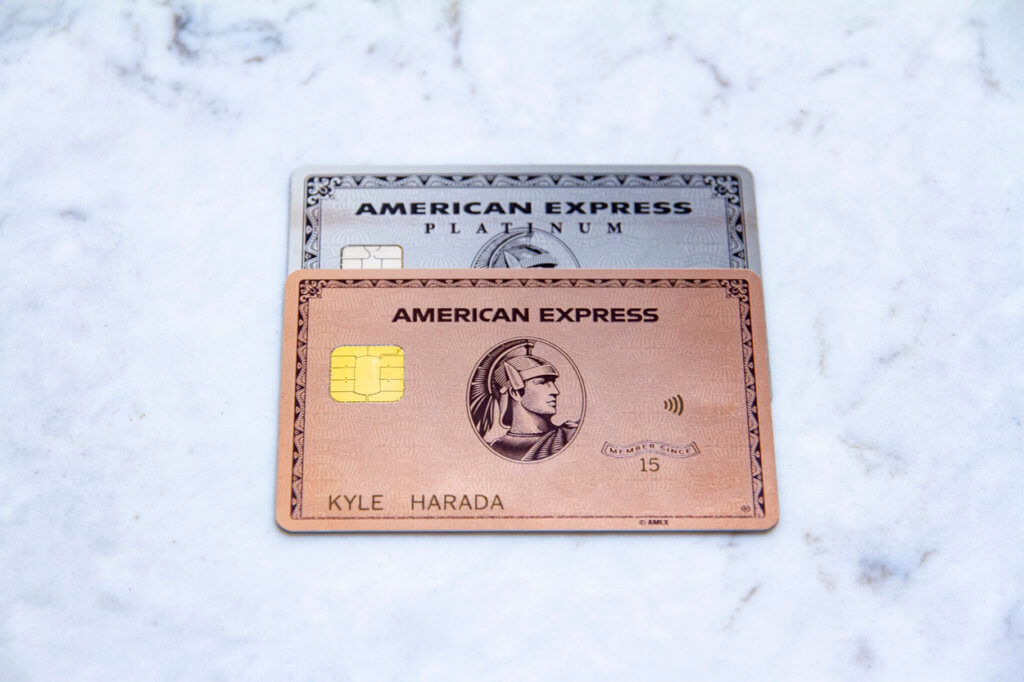 AMERICAN EXPRESS
PLATINUM
AMERICAN EXPRESS
MEMBER SINCE
15
KYLE HARADA
© AMEX